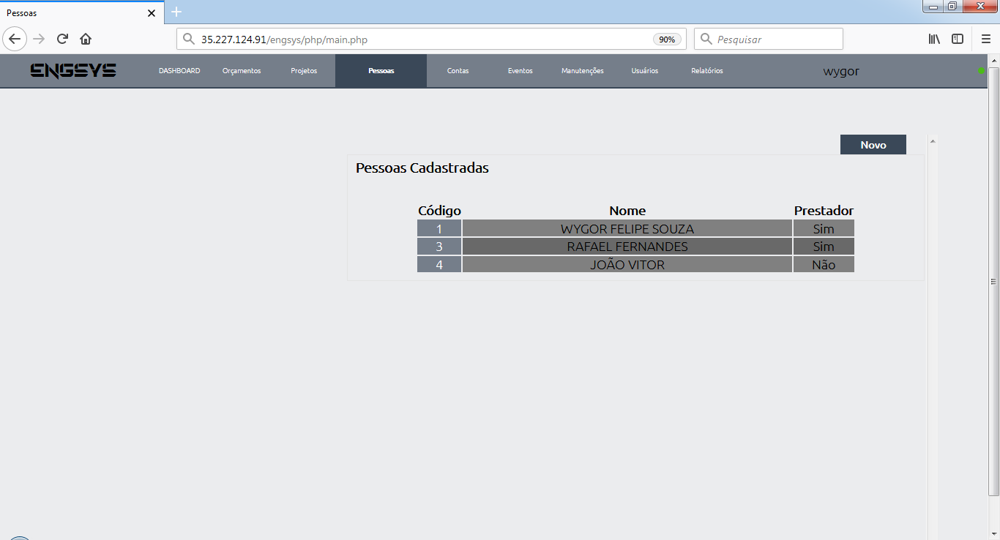 Pessoas
35.227.124.91/engsys/php/main.php 90% Pesquisar
ENGSYS DASHBOARD Orçamentos Projetos Pessoas Contas Eventos Manutenções Usuários Relatórios wygor
Novo
Pessoas Cadastradas
Código Nome Prestador
1 WYGOR FELIPE SOUZA Sim
3 RAFAEL FERNANDES Sim
4 JOÃO VITOR Não